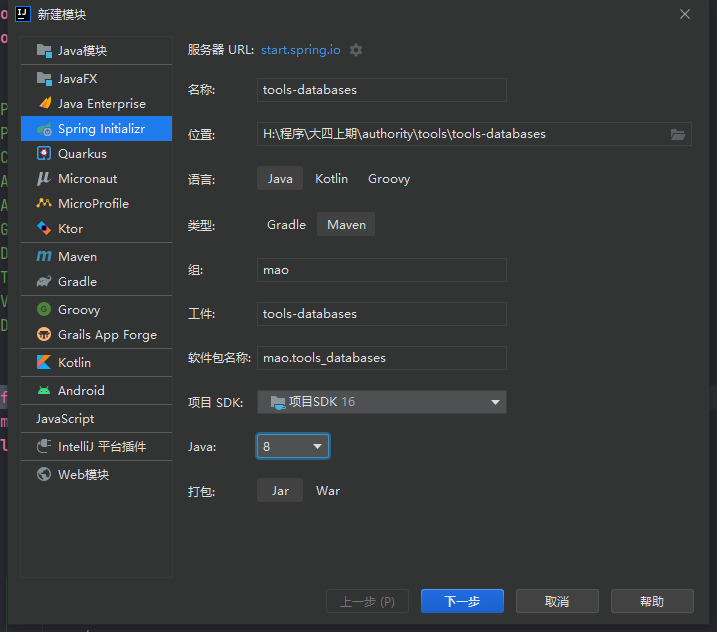 新建模块
Java模块
JavaFX
Java Enterprise
Spring Initializr
Quarkus
Micronaut
MicroProfile
Ktor
Maven
Gradle
Groovy
Grails App Forge
Kotlin
Android
JavaScript
IntelliJ 平台插件
Web模块
服务器 URL: start.spring.io
名称: tools-databases
位置: H:\程序\大四上期\authority\tools\tools-databases
语言: Java Kotlin Groovy
类型: Gradle Maven
组: mao
工件: tools-databases
软件包名称: mao.tools_databases
项目 SDK: 项目SDK 16
Java: 8
打包: Jar War
上一步 (P) 下一步 取消 帮助